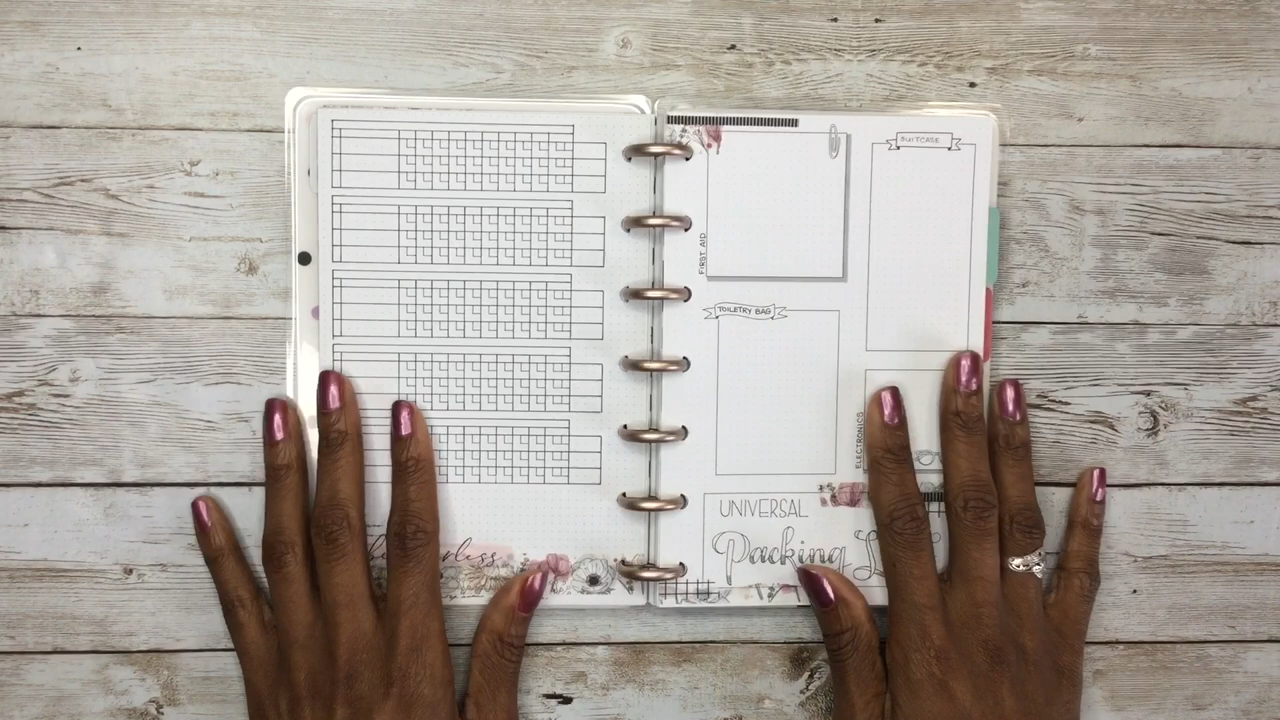 SUITCASE
FIRST AID
TOILETRY BAG
ELECTRONICS
UNIVERSAL
Packing